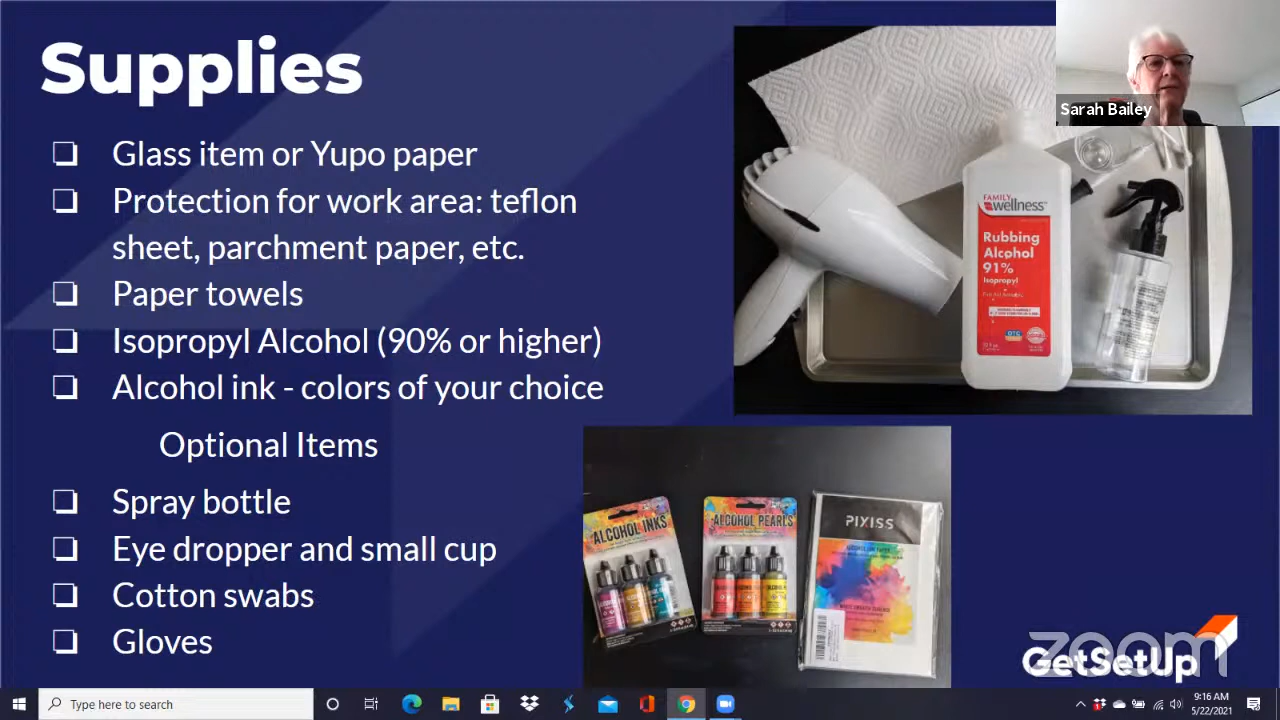 Supplies
Sarah Bailey
❏ Glass item or Yupo paper
❏ Protection for work area: teflon
sheet, parchment paper, etc.
❏ Paper towels
❏ Isopropyl Alcohol (90% or higher)
❏ Alcohol ink - colors of your choice
Optional Items
❏ Spray bottle
❏ Eye dropper and small cup
❏ Cotton swabs
❏ Gloves
FAMILY
wellness
Rubbing
Alcohol
91%
Isopropyl
ALCOHOL INKS
ALCOHOL PEARLS
PIXISS
zoom
GetSetUp
Type here to search
9:16 AM
5/22/2021